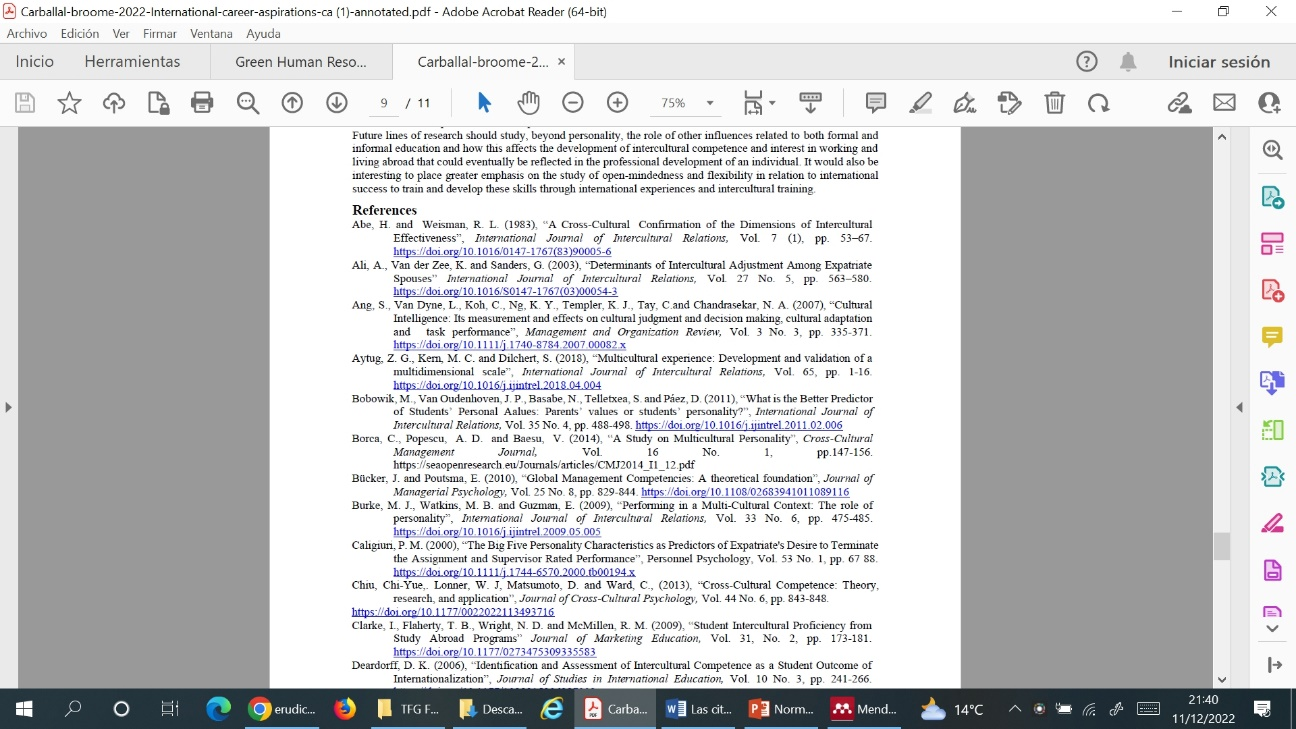 Carballal-broome-2022-International-career-aspirations-ca (1)-annotated.pdf - Adobe Acrobat Reader (64-bit)
Archivo Edición Ver Firmar Ventana Ayuda
Inicio Herramientas Green Human Reso... Carballal-broome-2... × Iniciar sesión
9 / 11 75%
Future lines of research should study, beyond personality, the role of other influences related to both formal and
informal education and how this affects the development of intercultural competence and interest in working and
living abroad that could eventually be reflected in the professional development of an individual. It would also be
interesting to place greater emphasis on the study of open-mindedness and flexibility in relation to international
success to train and develop these skills through international experiences and intercultural training.
References
Abe, H. and Weisman, R. L. (1983), “A Cross-Cultural Confirmation of the Dimensions of Intercultural
Effectiveness”, International Journal of Intercultural Relations, Vol. 7 (1), pp. 53–67.
https://doi.org/10.1016/0147-1767(83)90005-6
Ali, A., Van der Zee, K. and Sanders, G. (2003), “Determinants of Intercultural Adjustment Among Expatriate
Spouses” International Journal of Intercultural Relations, Vol. 27 No. 5, pp. 563–580.
https://doi.org/10.1016/S0147-1767(03)00054-3
Ang, S., Van Dyne, L., Koh, C., Ng, K. Y., Templer, K. J., Tay, C.and Chandrasekar, N. A. (2007), “Cultural
Intelligence: Its measurement and effects on cultural judgment and decision making, cultural adaptation
and task performance”, Management and Organization Review, Vol. 3 No. 3, pp. 335-371.
https://doi.org/10.1111/j.1740-8784.2007.00082.x
Aytug, Z. G., Kern, M. C. and Dilchert, S. (2018), “Multicultural experience: Development and validation of a
multidimensional scale”, International Journal of Intercultural Relations, Vol. 65, pp. 1-16.
https://doi.org/10.1016/j.ijintrel.2018.04.004
Bobowik, M., Van Oudenhoven, J. P., Basabe, N., Telletxea, S. and Páez, D. (2011), “What is the Better Predictor
of Students’ Personal Aalues: Parents’ values or students’ personality?”, International Journal of
Intercultural Relations, Vol. 35 No. 4, pp. 488-498. https://doi.org/10.1016/j.ijintrel.2011.02.006
Borca, C., Popescu, A. D. and Baesu, V. (2014), “A Study on Multicultural Personality”, Cross-Cultural
Management Journal, Vol. 16 No. 1, pp.147-156.
https://seaopenresearch.eu/Journals/articles/CMJ2014_I1_12.pdf
Bücker, J. and Poutsma, E. (2010), “Global Management Competencies: A theoretical foundation”, Journal of
Managerial Psychology, Vol. 25 No. 8, pp. 829-844. https://doi.org/10.1108/02683941011089116
Burke, M. J., Watkins, M. B. and Guzman, E. (2009), “Performing in a Multi-Cultural Context: The role of
personality”, International Journal of Intercultural Relations, Vol. 33 No. 6, pp. 475-485.
https://doi.org/10.1016/j.ijintrel.2009.05.005
Caligiuri, P. M. (2000), “The Big Five Personality Characteristics as Predictors of Expatriate's Desire to Terminate
the Assignment and Supervisor Rated Performance”, Personnel Psychology, Vol. 53 No. 1, pp. 67 88.
https://doi.org/10.1111/j.1744-6570.2000.tb00194.x
Chiu, Chi-Yue,. Lonner, W. J, Matsumoto, D. and Ward, C., (2013), “Cross-Cultural Competence: Theory,
research, and application”, Journal of Cross-Cultural Psychology, Vol. 44 No. 6, pp. 843-848.
https://doi.org/10.1177/0022022113493716
Clarke, I., Flaherty, T. B., Wright, N. D. and McMillen, R. M. (2009), “Student Intercultural Proficiency from
Study Abroad Programs” Journal of Marketing Education, Vol. 31, No. 2, pp. 173-181.
https://doi.org/10.1177/0273475309335583
Deardorff, D. K. (2006), “Identification and Assessment of Intercultural Competence as a Student Outcome of
Internationalization”, Journal of Studies in International Education, Vol. 10 No. 3, pp. 241-266.
erudic... TFG F... Desca... Carba... Las cit... Norm... Mend... 14°C 21:40
11/12/2022